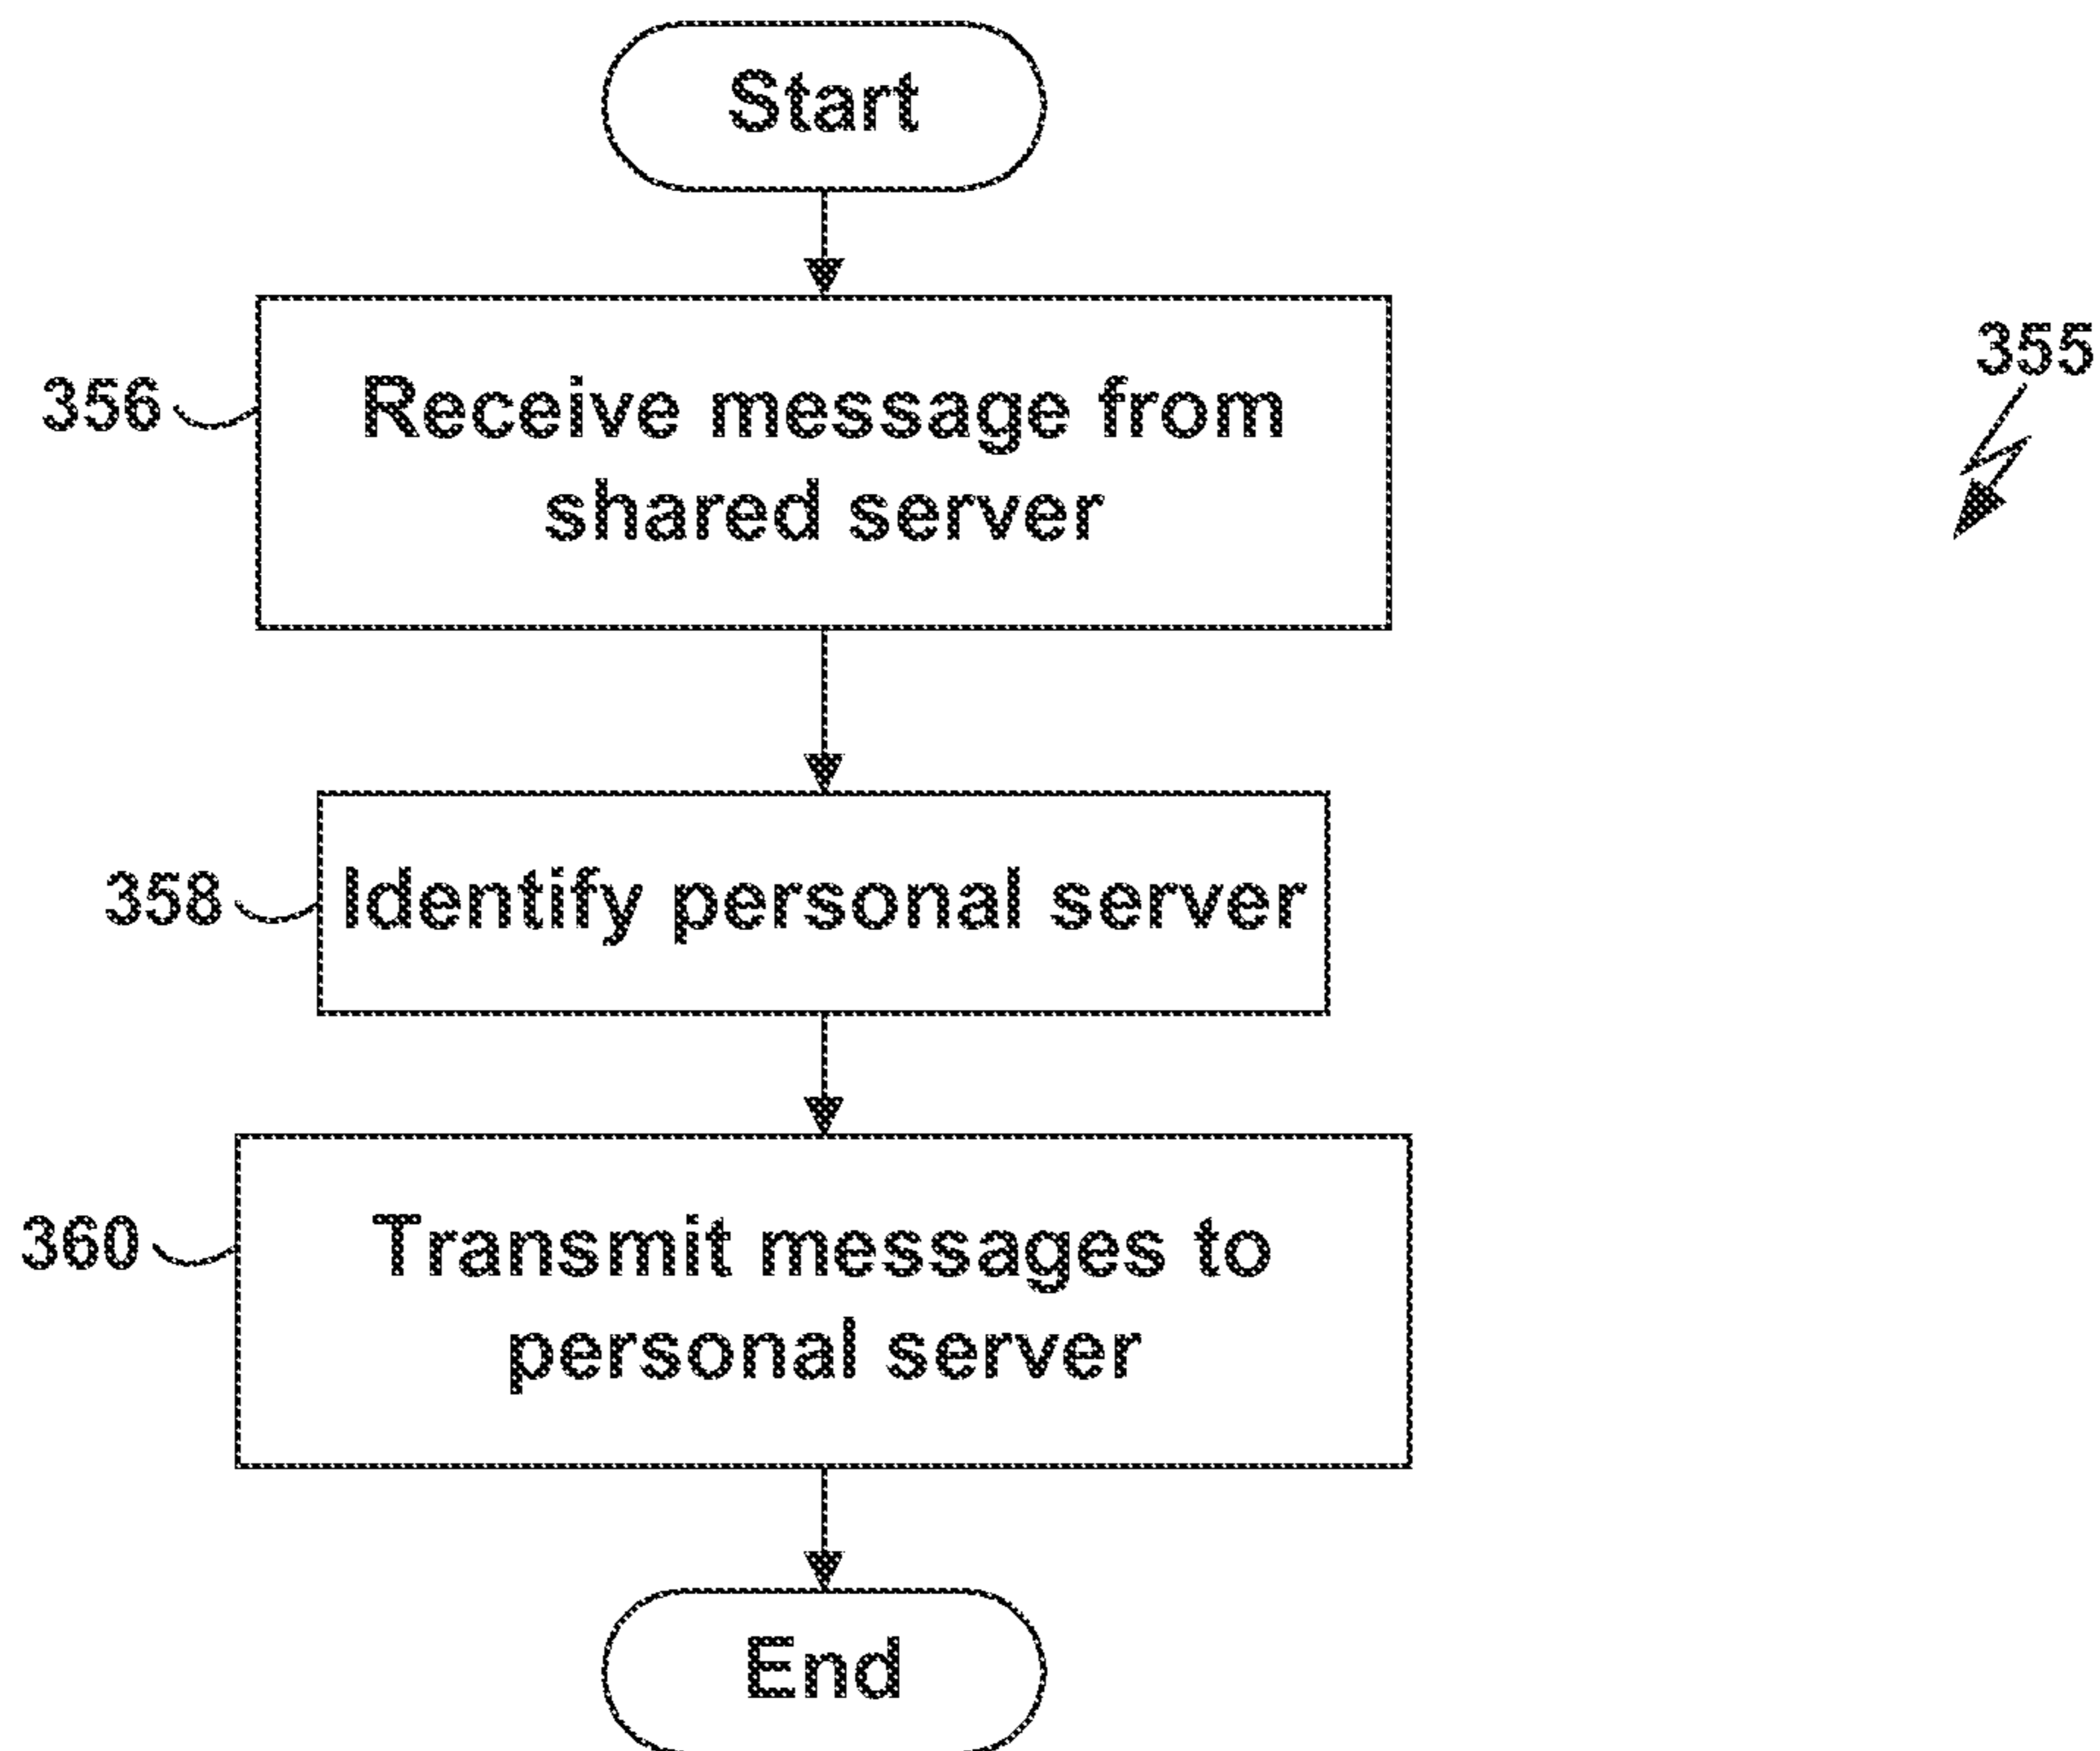 Start
355
356
Receive message from
shared server
358
Identify personal server
360
Transmit messages to
personal server
End